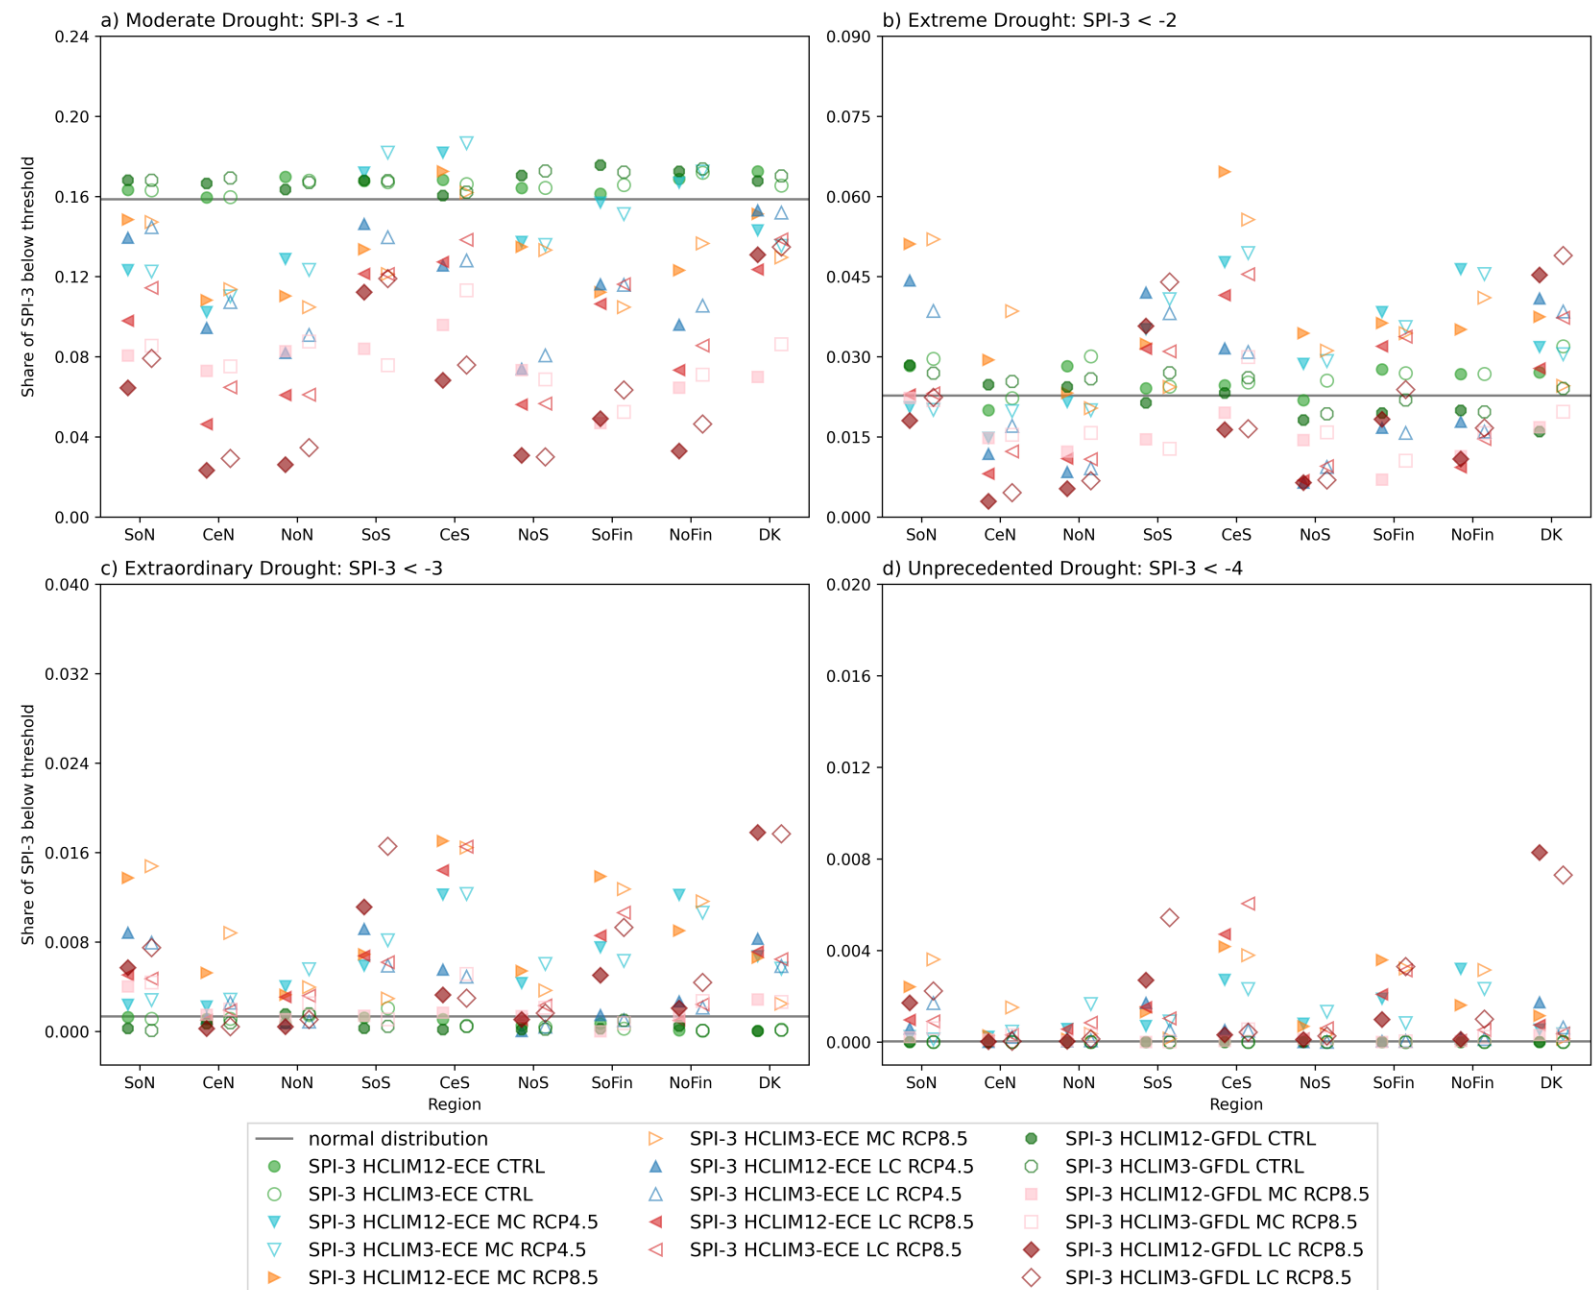 a) Moderate Drought: SPI-3 < -1
0.24
0.20
0.16
0.12
0.08
0.04
0.00
Share of SPI-3 below threshold
SoN CeN NoN SoS CeS NoS SoFin NoFin DK
b) Extreme Drought: SPI-3 < -2
0.090
0.075
0.060
0.045
0.030
0.015
0.000
SoN CeN NoN SoS CeS NoS SoFin NoFin DK
c) Extraordinary Drought: SPI-3 < -3
0.040
0.032
0.024
0.016
0.008
0.000
Share of SPI-3 below threshold
SoN CeN NoN SoS CeS NoS SoFin NoFin DK
Region
d) Unprecedented Drought: SPI-3 < -4
0.020
0.016
0.012
0.008
0.004
0.000
SoN CeN NoN SoS CeS NoS SoFin NoFin DK
Region
normal distribution
SPI-3 HCLIM12-ECE CTRL
SPI-3 HCLIM3-ECE CTRL
SPI-3 HCLIM12-ECE MC RCP4.5
SPI-3 HCLIM3-ECE MC RCP4.5
SPI-3 HCLIM12-ECE MC RCP8.5
SPI-3 HCLIM3-ECE MC RCP8.5
SPI-3 HCLIM12-ECE LC RCP4.5
SPI-3 HCLIM3-ECE LC RCP4.5
SPI-3 HCLIM12-ECE LC RCP8.5
SPI-3 HCLIM3-ECE LC RCP8.5
SPI-3 HCLIM12-GFDL CTRL
SPI-3 HCLIM3-GFDL CTRL
SPI-3 HCLIM12-GFDL MC RCP8.5
SPI-3 HCLIM3-GFDL MC RCP8.5
SPI-3 HCLIM12-GFDL LC RCP8.5
SPI-3 HCLIM3-GFDL LC RCP8.5